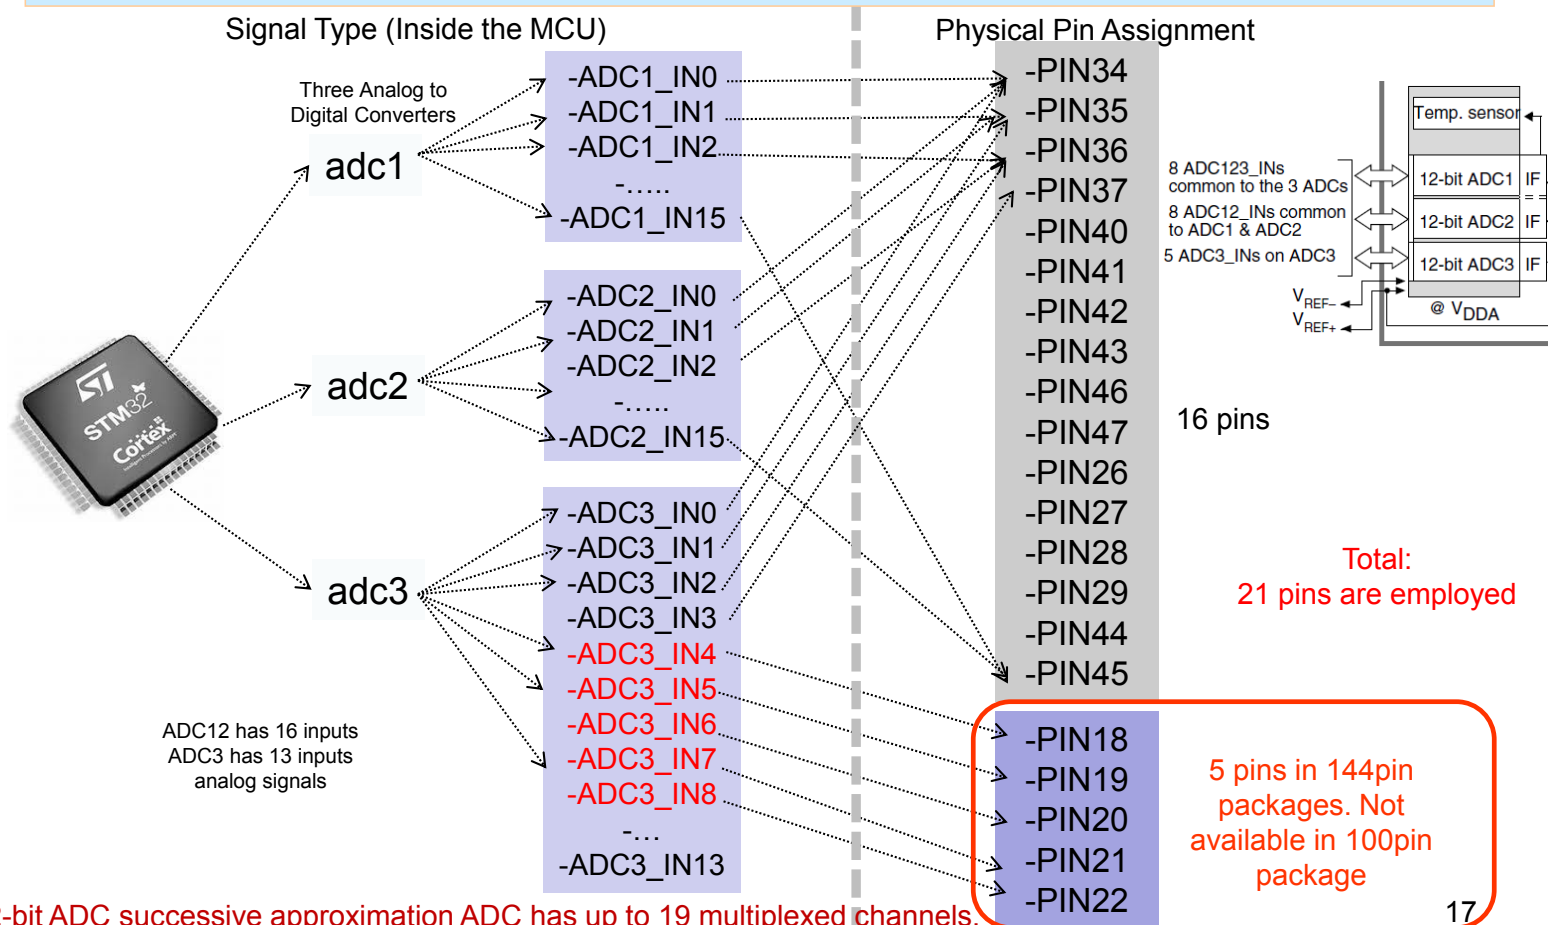 Signal Type (Inside the MCU)
Physical Pin Assignment
Three Analog to
Digital Converters
adc1
-ADC1_IN0
-ADC1_IN1
-ADC1_IN2
-.....
-ADC1_IN15
adc2
-ADC2_IN0
-ADC2_IN1
-ADC2_IN2
-.....
-ADC2_IN15
adc3
-ADC3_IN0
-ADC3_IN1
-ADC3_IN2
-ADC3_IN3
-ADC3_IN4
-ADC3_IN5
-ADC3_IN6
-ADC3_IN7
-ADC3_IN8
-...
-ADC3_IN13
STM32
Cortex
ADC12 has 16 inputs
ADC3 has 13 inputs
analog signals
-PIN34
-PIN35
-PIN36
-PIN37
-PIN40
-PIN41
-PIN42
-PIN43
-PIN46
-PIN47
-PIN26
-PIN27
-PIN28
-PIN29
-PIN44
-PIN45
-PIN18
-PIN19
-PIN20
-PIN21
-PIN22
16 pins
Temp. sensor
8 ADC123_INs
common to the 3 ADCs
12-bit ADC1 IF
8 ADC12_INs common
to ADC1 & ADC2
12-bit ADC2 IF
5 ADC3_INs on ADC3
12-bit ADC3 IF
VREF-
VREF+
@ VDDA
Total:
21 pins are employed
5 pins in 144pin
packages. Not
available in 100pin
package
-bit ADC successive approximation ADC has up to 19 multiplexed channels.
17